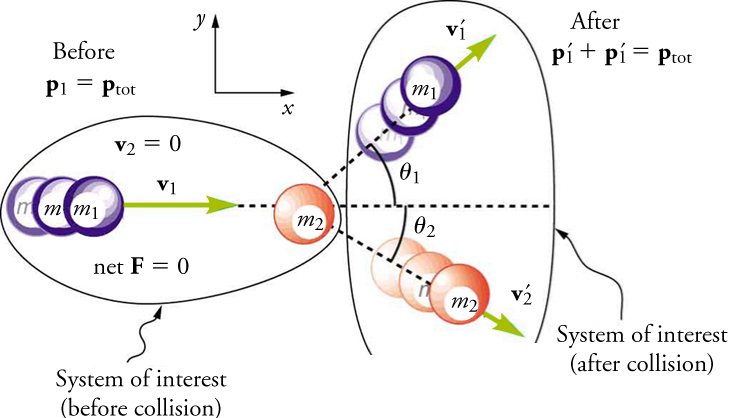 Before
p₁ = pₜₒₜ
y
x
v₂ = 0
v₁
m
m
m₁
m₂
net F = 0
System of interest
(before collision)
After
p′₁ + p′₁ = pₜₒₜ
v′₁
m₁
θ₁
θ₂
m₂
v′₂
System of interest
(after collision)